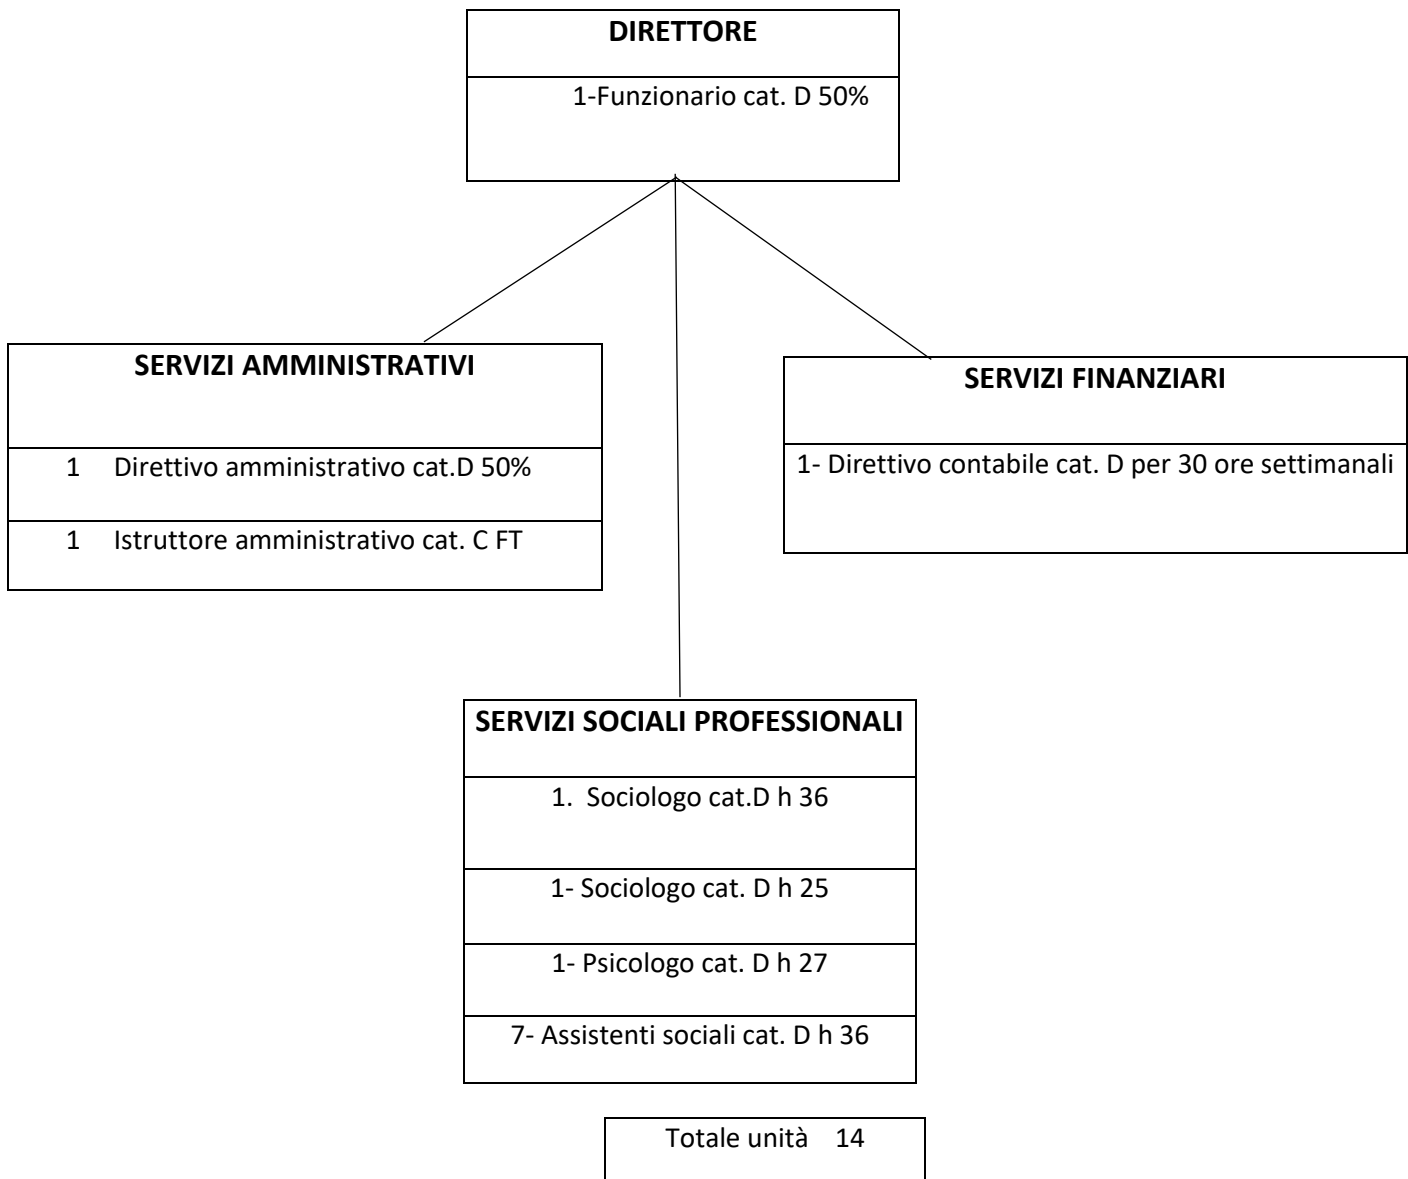 DIRETTORE
1-Funzionario cat. D 50%
SERVIZI AMMINISTRATIVI
1 Direttivo amministrativo cat.D 50%
1 Istruttore amministrativo cat. C FT
SERVIZI FINANZIARI
1- Direttivo contabile cat. D per 30 ore settimanali
SERVIZI SOCIALI PROFESSIONALI
1. Sociologo cat.D h 36
1- Sociologo cat. D h 25
1- Psicologo cat. D h 27
7- Assistenti sociali cat. D h 36
Totale unità 14